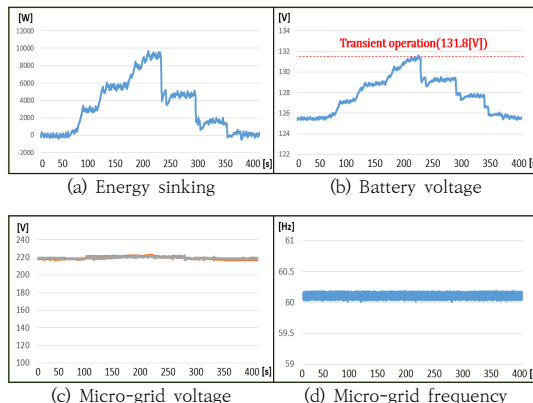 [W]
12000
10000
8000
6000
4000
2000
0
-2000
0 50 100 150 200 250 300 350 400 [s]
(a) Energy sinking
[V]
Transient operation(131.8[V])
132
130
128
126
124
122
0 50 100 150 200 250 300 350 400 [s]
(b) Battery voltage
[V]
240
220
200
180
160
140
120
100
0 50 100 150 200 250 300 350 400 [s]
(c) Micro-grid voltage
[Hz]
61
60.5
60
59.5
59
0 50 100 150 200 250 300 350 400
(d) Micro-grid frequency